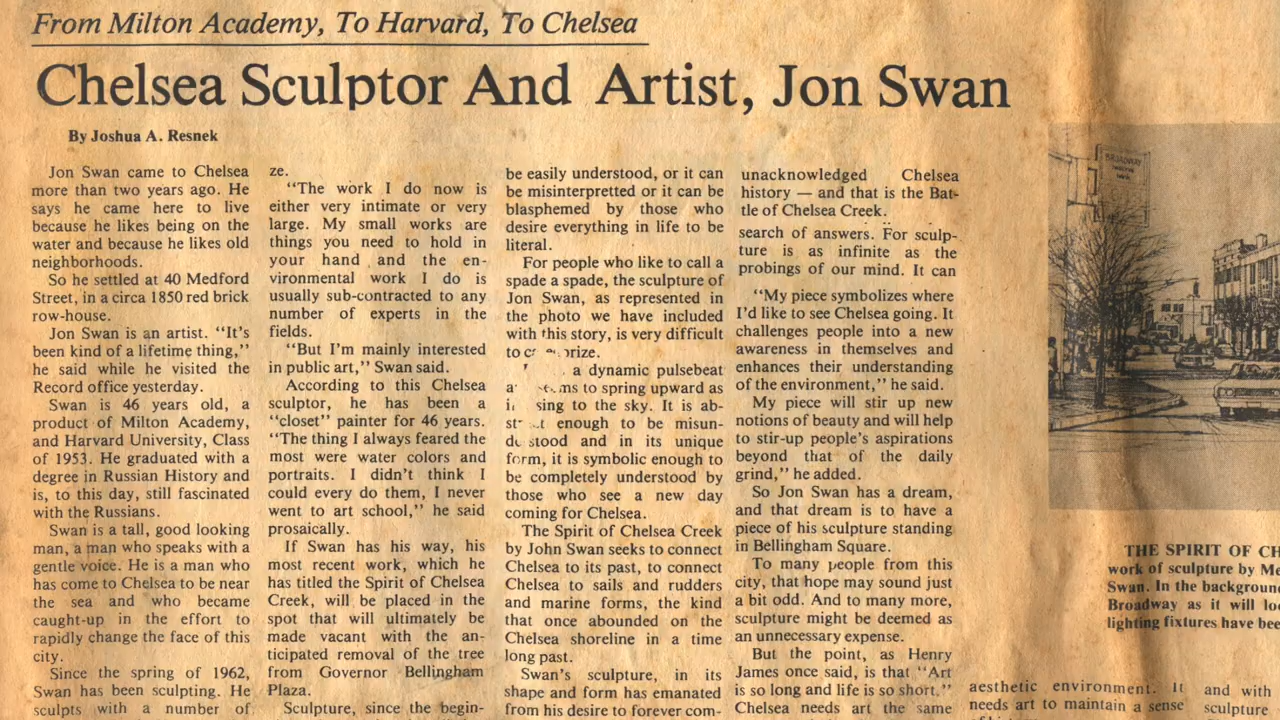 From Milton Academy, To Harvard, To Chelsea
Chelsea Sculptor And Artist, Jon Swan
By Joshua A. Resnek
Jon Swan came to Chelsea
more than two years ago. He
says he came here to live
because he likes being on the
water and because he likes old
neighborhoods.
So he settled at 40 Medford
Street, in a circa 1850 red brick
row-house.
Jon Swan is an artist. "It's
been kind of a lifetime thing,"
he said while he visited the
Record office yesterday.
Swan is 46 years old, a
product of Milton Academy,
and Harvard University, Class
of 1953. He graduated with a
degree in Russian History and
is, to this day, still fascinated
with the Russians.
Swan is a tall, good looking
man, a man who speaks with a
gentle voice. He is a man who
has come to Chelsea to be near
the sea and who became
caught-up in the effort to
rapidly change the face of this
city.
Since the spring of 1962,
Swan has been sculpting. He
sculpts with a number of
ze.
"The work I do now is
either very intimate or very
large. My small works are
things you need to hold in
your hand and the en-
vironmental work I do is
usually sub-contracted to any
number of experts in the
fields.
"But I'm mainly interested
in public art," Swan said.
According to this Chelsea
sculptor, he has been a
"closet" painter for 46 years.
"The thing I always feared the
most were water colors and
portraits. I didn't think I
could every do them, I never
went to art school," he said
prosaically.
If Swan has his way, his
most recent work, which he
has titled the Spirit of Chelsea
Creek, will be placed in the
spot that will ultimately be
made vacant with the an-
ticipated removal of the tree
from Governor Bellingham
Plaza.
Sculpture, since the begin-
be easily understood, or it can
be misinterpreted or it can be
blasphemed by those who
desire everything in life to be
literal.
For people who like to call a
spade a spade, the sculpture of
Jon Swan, as represented in
the photo we have included
with this story, is very difficult
to
a dynamic pulsebeat
to spring upward as
to the sky. It is ab-
enough to be misun-
and in its unique
form, it is symbolic enough to
be completely understood by
those who see a new day
coming for Chelsea.
The Spirit of Chelsea Creek
by John Swan seeks to connect
Chelsea to its past, to connect
Chelsea to sails and rudders
and marine forms, the kind
that once abounded on the
Chelsea shoreline in a time
long past.
Swan's sculpture, in its
shape and form has emanated
from his desire to forever com-
unacknowledged Chelsea
history — and that is the Bat-
tle of Chelsea Creek.
search of answers. For sculp-
ture is as infinite as the
probings of our mind. It can
"My piece symbolizes where
I'd like to see Chelsea going. It
challenges people into a new
awareness in themselves and
enhances their understanding
of the environment," he said.
My piece will stir up new
notions of beauty and will help
to stir-up people's aspirations
beyond that of the daily
grind," he added.
So Jon Swan has a dream,
and that dream is to have a
piece of his sculpture standing
in Bellingham Square.
To many people from this
city, that hope may sound just
a bit odd. And to many more,
sculpture might be deemed as
an unnecessary expense.
But the point, as Henry
James once said, is that "Art
is so long and life is so short."
Chelsea needs art the same
aesthetic environment. It
needs art to maintain a sense
and with
sculpture
BROADWAY
THE SPIRIT OF CH
work of sculpture by Me
Swan. In the background
Broadway as it will loo
lighting fixtures have bee